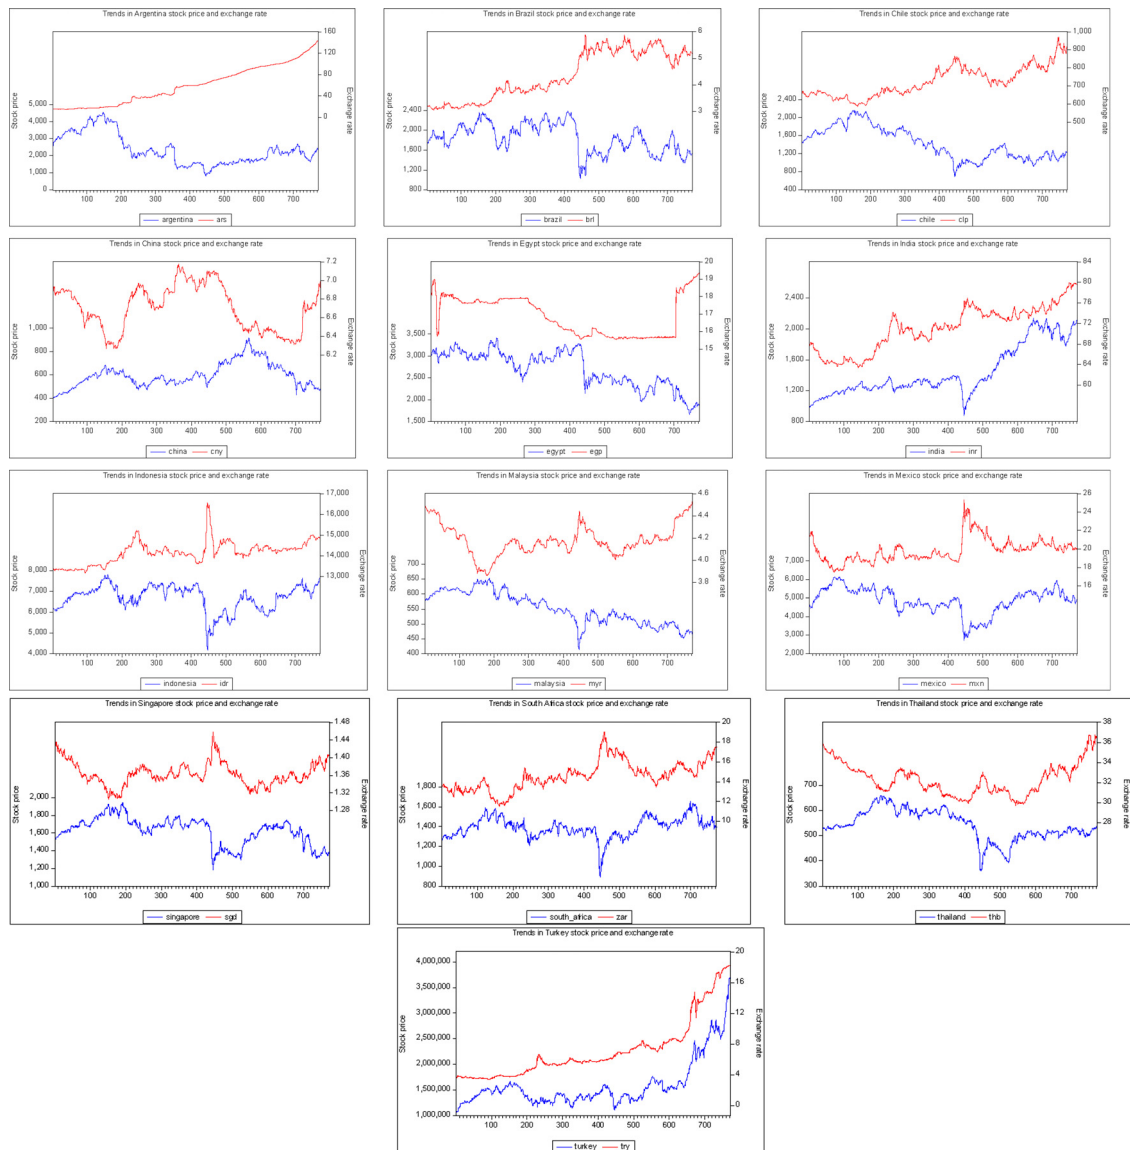 Trends in Argentina stock price and exchange rate
Stock price
5,000
4,000
3,000
2,000
1,000
0
160
120
80
40
0
Exchange rate
100 200 300 400 500 600 700
argentina ars
Trends in Brazil stock price and exchange rate
Stock price
2,400
2,000
1,600
1,200
800
6
5
4
3
Exchange rate
100 200 300 400 500 600 700
brazil brl
Trends in Chile stock price and exchange rate
Stock price
2,400
2,000
1,600
1,200
800
400
1,000
900
800
700
600
500
Exchange rate
100 200 300 400 500 600 700
chile clp
Trends in China stock price and exchange rate
Stock price
1,000
800
600
400
200
7.2
7.0
6.8
6.6
6.4
6.2
Exchange rate
100 200 300 400 500 600 700
china cny
Trends in Egypt stock price and exchange rate
Stock price
3,500
3,000
2,500
2,000
1,500
20
19
18
17
16
15
Exchange rate
100 200 300 400 500 600 700
egypt egp
Trends in India stock price and exchange rate
Stock price
2,400
2,000
1,600
1,200
800
84
80
76
72
68
64
60
Exchange rate
100 200 300 400 500 600 700
india inr
Trends in Indonesia stock price and exchange rate
Stock price
8,000
7,000
6,000
5,000
4,000
17,000
16,000
15,000
14,000
13,000
Exchange rate
100 200 300 400 500 600 700
indonesia idr
Trends in Malaysia stock price and exchange rate
Stock price
700
650
600
550
500
450
400
4.6
4.4
4.2
4.0
3.8
Exchange rate
100 200 300 400 500 600 700
malaysia myr
Trends in Mexico stock price and exchange rate
Stock price
7,000
6,000
5,000
4,000
3,000
2,000
26
24
22
20
18
16
Exchange rate
100 200 300 400 500 600 700
mexico mxn
Trends in Singapore stock price and exchange rate
Stock price
2,000
1,800
1,600
1,400
1,200
1,000
1.48
1.44
1.40
1.36
1.32
1.28
Exchange rate
100 200 300 400 500 600 700
singapore sgd
Trends in South Africa stock price and exchange rate
Stock price
1,800
1,600
1,400
1,200
1,000
800
20
18
16
14
12
10
Exchange rate
100 200 300 400 500 600 700
south_africa zar
Trends in Thailand stock price and exchange rate
Stock price
700
600
500
400
300
38
36
34
32
30
28
Exchange rate
100 200 300 400 500 600 700
thailand thb
Trends in Turkey stock price and exchange rate
Stock price
4,000,000
3,500,000
3,000,000
2,500,000
2,000,000
1,500,000
1,000,000
20
16
12
8
4
0
Exchange rate
100 200 300 400 500 600 700
turkey try